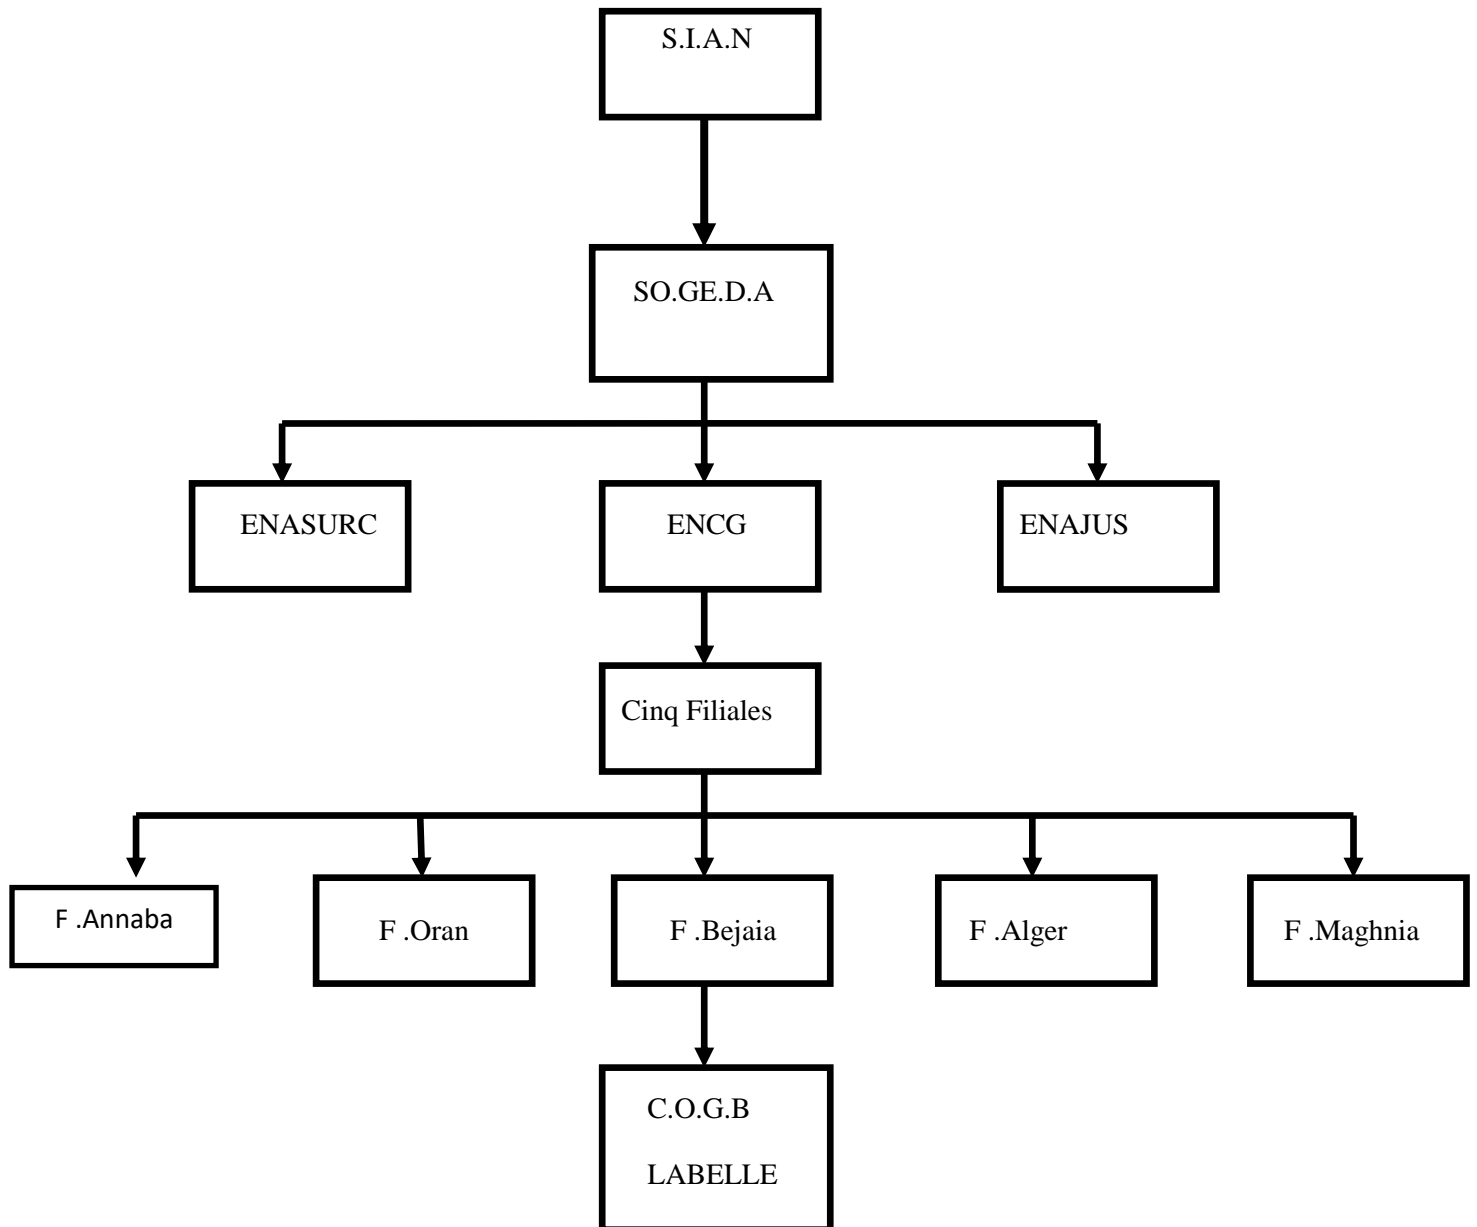 S.I.A.N
SO.GE.D.A
ENASURC
ENCG
ENAJUS
Cinq Filiales
F .Annaba
F .Oran
F .Bejaia
F .Alger
F .Maghnia
C.O.G.B
LABELLE